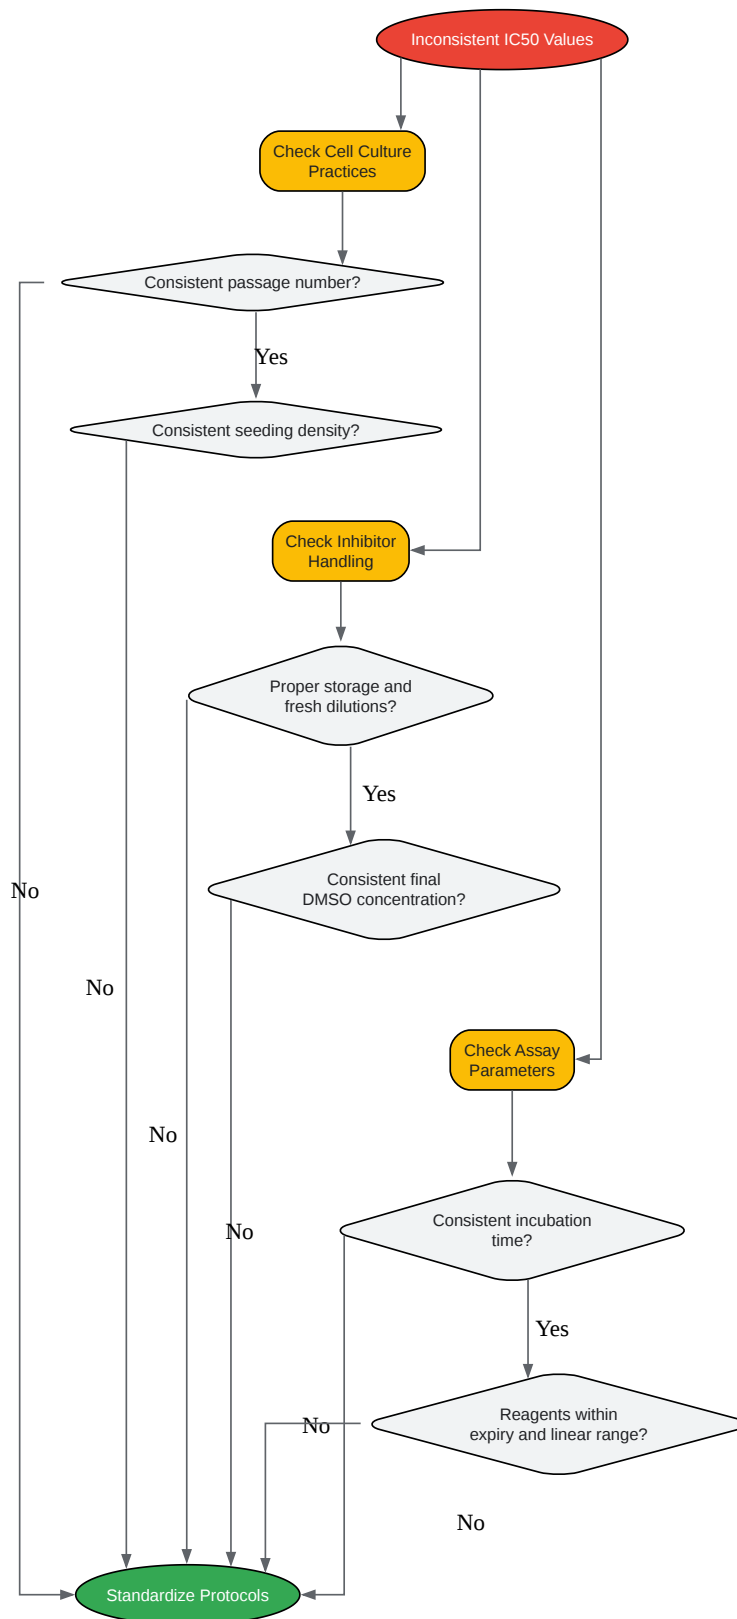 Inconsistent IC50 Values
Check Cell Culture
Practices
Consistent passage number?
Yes
Consistent seeding density?
Check Inhibitor
Handling
Proper storage and
fresh dilutions?
Yes
Consistent final
DMSO concentration?
No
No
Check Assay
Parameters
No
Consistent incubation
time?
No
Yes
Reagents within
expiry and linear range?
No
No
Standardize Protocols